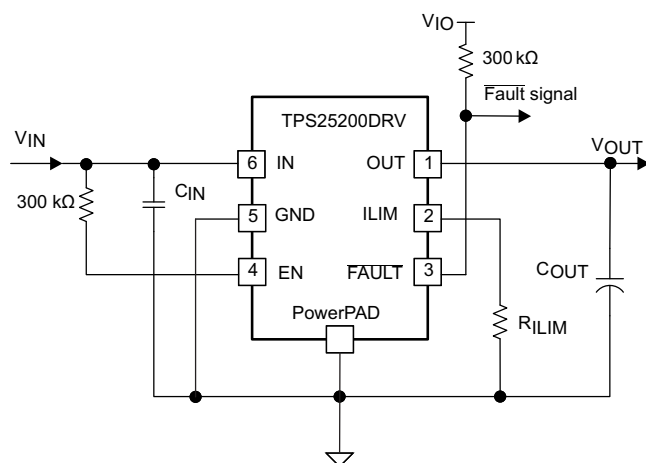 VIO
300 kΩ
Fault signal
TPS25200DRV
VIN
VOUT
6 IN
OUT 1
CIN
300 kΩ
5 GND
ILIM 2
4 EN
FAULT 3
COUT
PowerPAD
RILIM